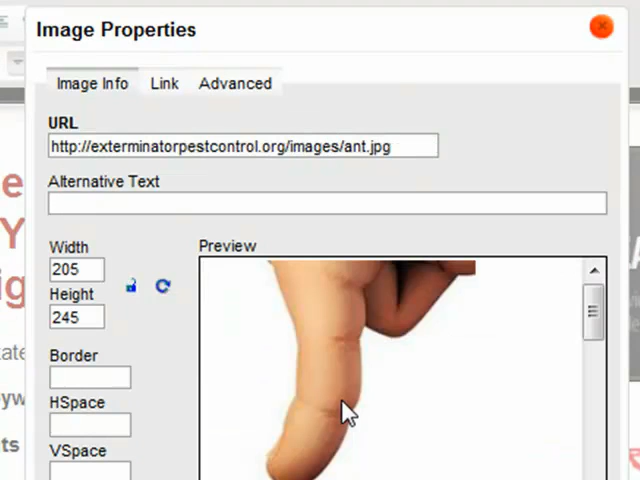 Image Properties
Image Info Link Advanced
URL
http://exterminatorpestcontrol.org/images/ant.jpg
Alternative Text
Width
205
Height
245
Preview
Border
HSpace
VSpace